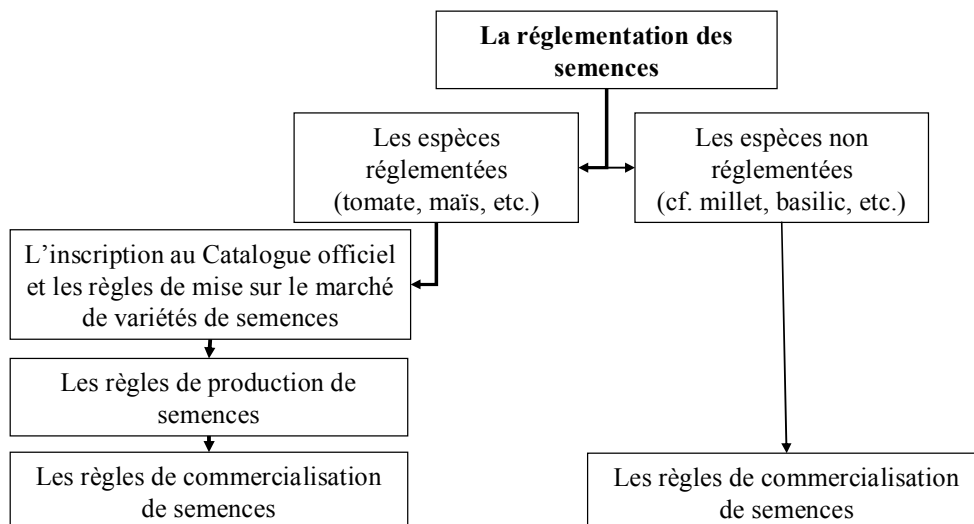 La réglementation des
semences
Les espèces
réglementées
(tomate, maïs, etc.)
Les espèces non
réglementées
(cf. millet, basilic, etc.)
L’inscription au Catalogue officiel
et les règles de mise sur le marché
de variétés de semences
Les règles de production de
semences
Les règles de commercialisation
de semences
Les règles de commercialisation
de semences